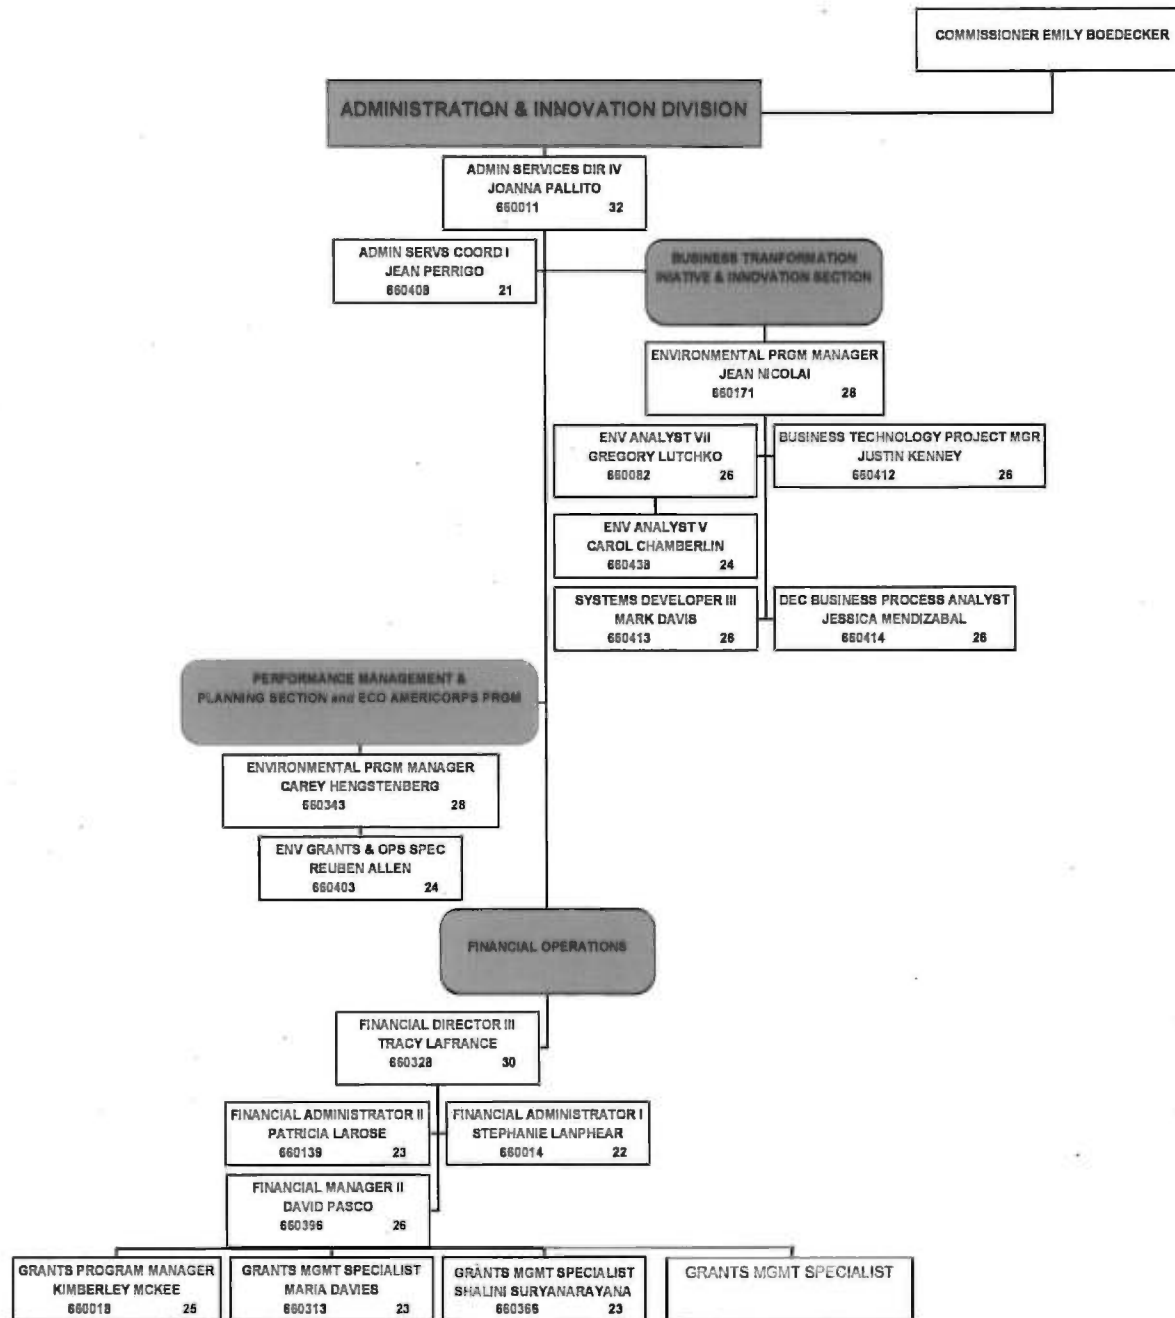 COMMISSIONER EMILY BOEDECKER
ADMINISTRATION & INNOVATION DIVISION
ADMIN SERVICES DIR IV
JOANNA PALLITO
660011 32
ADMIN SERVS COORD I
JEAN PERRIGO
660408 21
BUSINESS TRANFORMATION
INIATIVE & INNOVATION SECTION
ENVIRONMENTAL PRGM MANAGER
JEAN NICOLAI
660171 28
ENV ANALYST VII
GREGORY LUTCHKO
660082 26
BUSINESS TECHNOLOGY PROJECT MGR
JUSTIN KENNEY
660412 26
ENV ANALYST V
CAROL CHAMBERLIN
660438 24
SYSTEMS DEVELOPER III
MARK DAVIS
660413 26
DEC BUSINESS PROCESS ANALYST
JESSICA MENDIZABAL
660414 26
PERFORMANCE MANAGEMENT &
PLANNING SECTION and ECO AMERICORPS PRGM
ENVIRONMENTAL PRGM MANAGER
CAREY HENGSTENBERG
660343 28
ENV GRANTS & OPS SPEC
REUBEN ALLEN
660403 24
FINANCIAL OPERATIONS
FINANCIAL DIRECTOR III
TRACY LAFRANCE
660328 30
FINANCIAL ADMINISTRATOR II
PATRICIA LAROSE
660139 23
FINANCIAL ADMINISTRATOR I
STEPHANIE LANPHEAR
660014 22
FINANCIAL MANAGER II
DAVID PASCO
660396 26
GRANTS PROGRAM MANAGER
KIMBERLEY MCKEE
660018 25
GRANTS MGMT SPECIALIST
MARIA DAVIES
660313 23
GRANTS MGMT SPECIALIST
SHALINI SURYANARAYANA
660366 23
GRANTS MGMT SPECIALIST